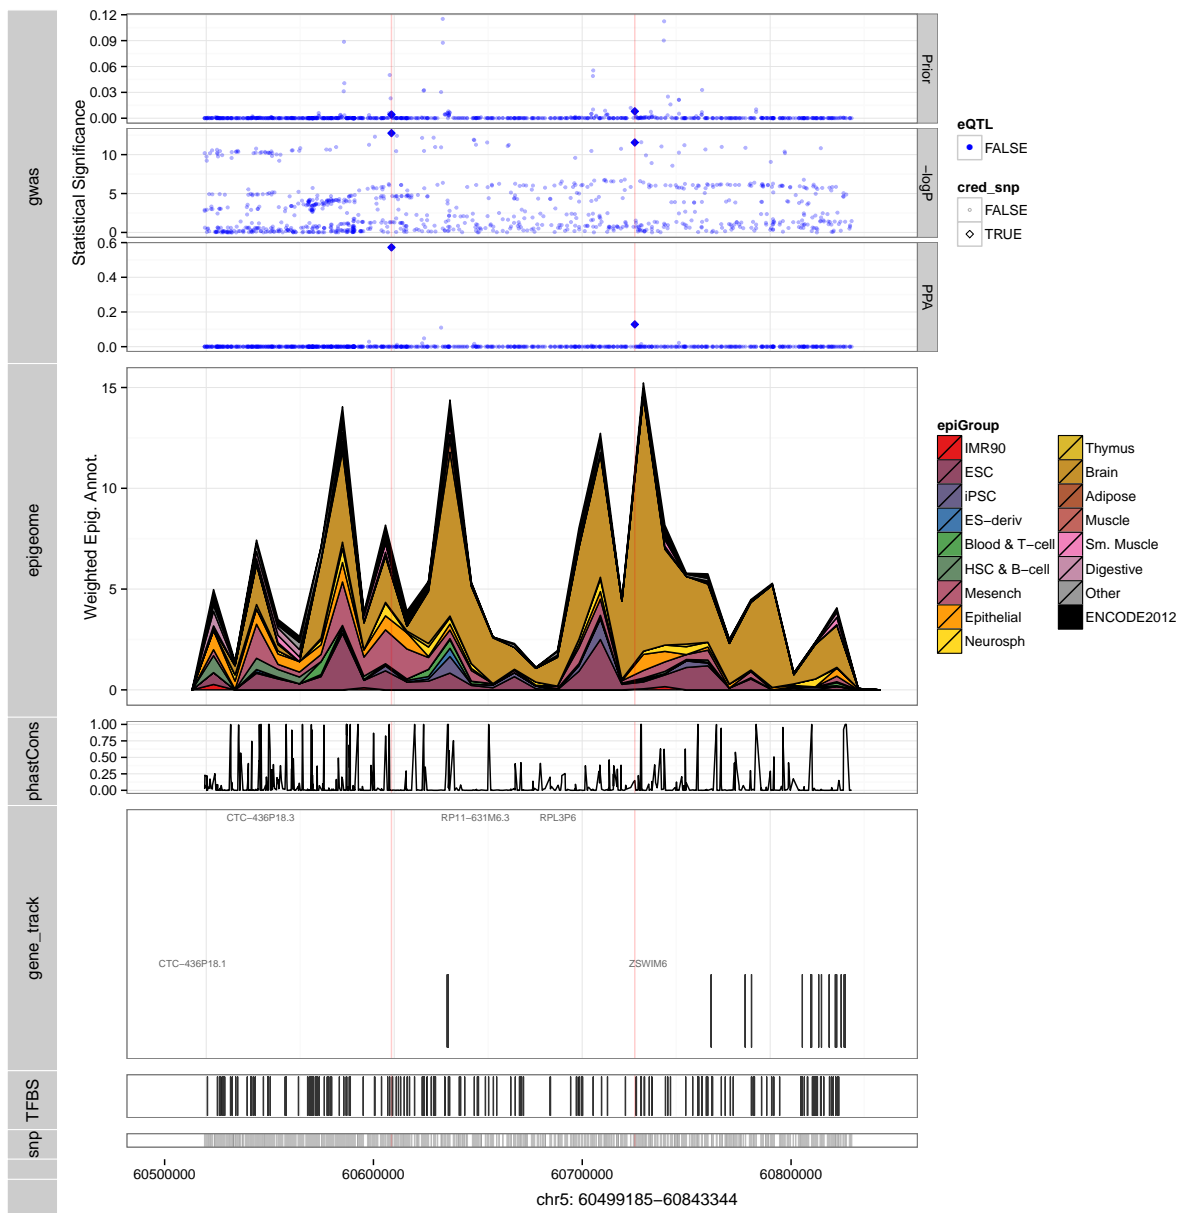 gwas
Statistical Significance
0.12
0.09
0.06
0.03
0.00
Prior
10
5
0
−logP
0.6
0.4
0.2
0.0
PPA
eQTL
FALSE
cred_snp
FALSE
TRUE
epigeome
Weighted Epig. Annot.
15
10
5
0
epiGroup
IMR90
ESC
iPSC
ES−deriv
Blood & T−cell
HSC & B−cell
Mesench
Epithelial
Neurosph
Thymus
Brain
Adipose
Muscle
Sm. Muscle
Digestive
Other
ENCODE2012
phastCons
1.00
0.75
0.50
0.25
0.00
gene_track
CTC−436P18.3
RP11−631M6.3
RPL3P6
CTC−436P18.1
ZSWIM6
TFBS
snp
60500000
60600000
60700000
60800000
chr5: 60499185−60843344